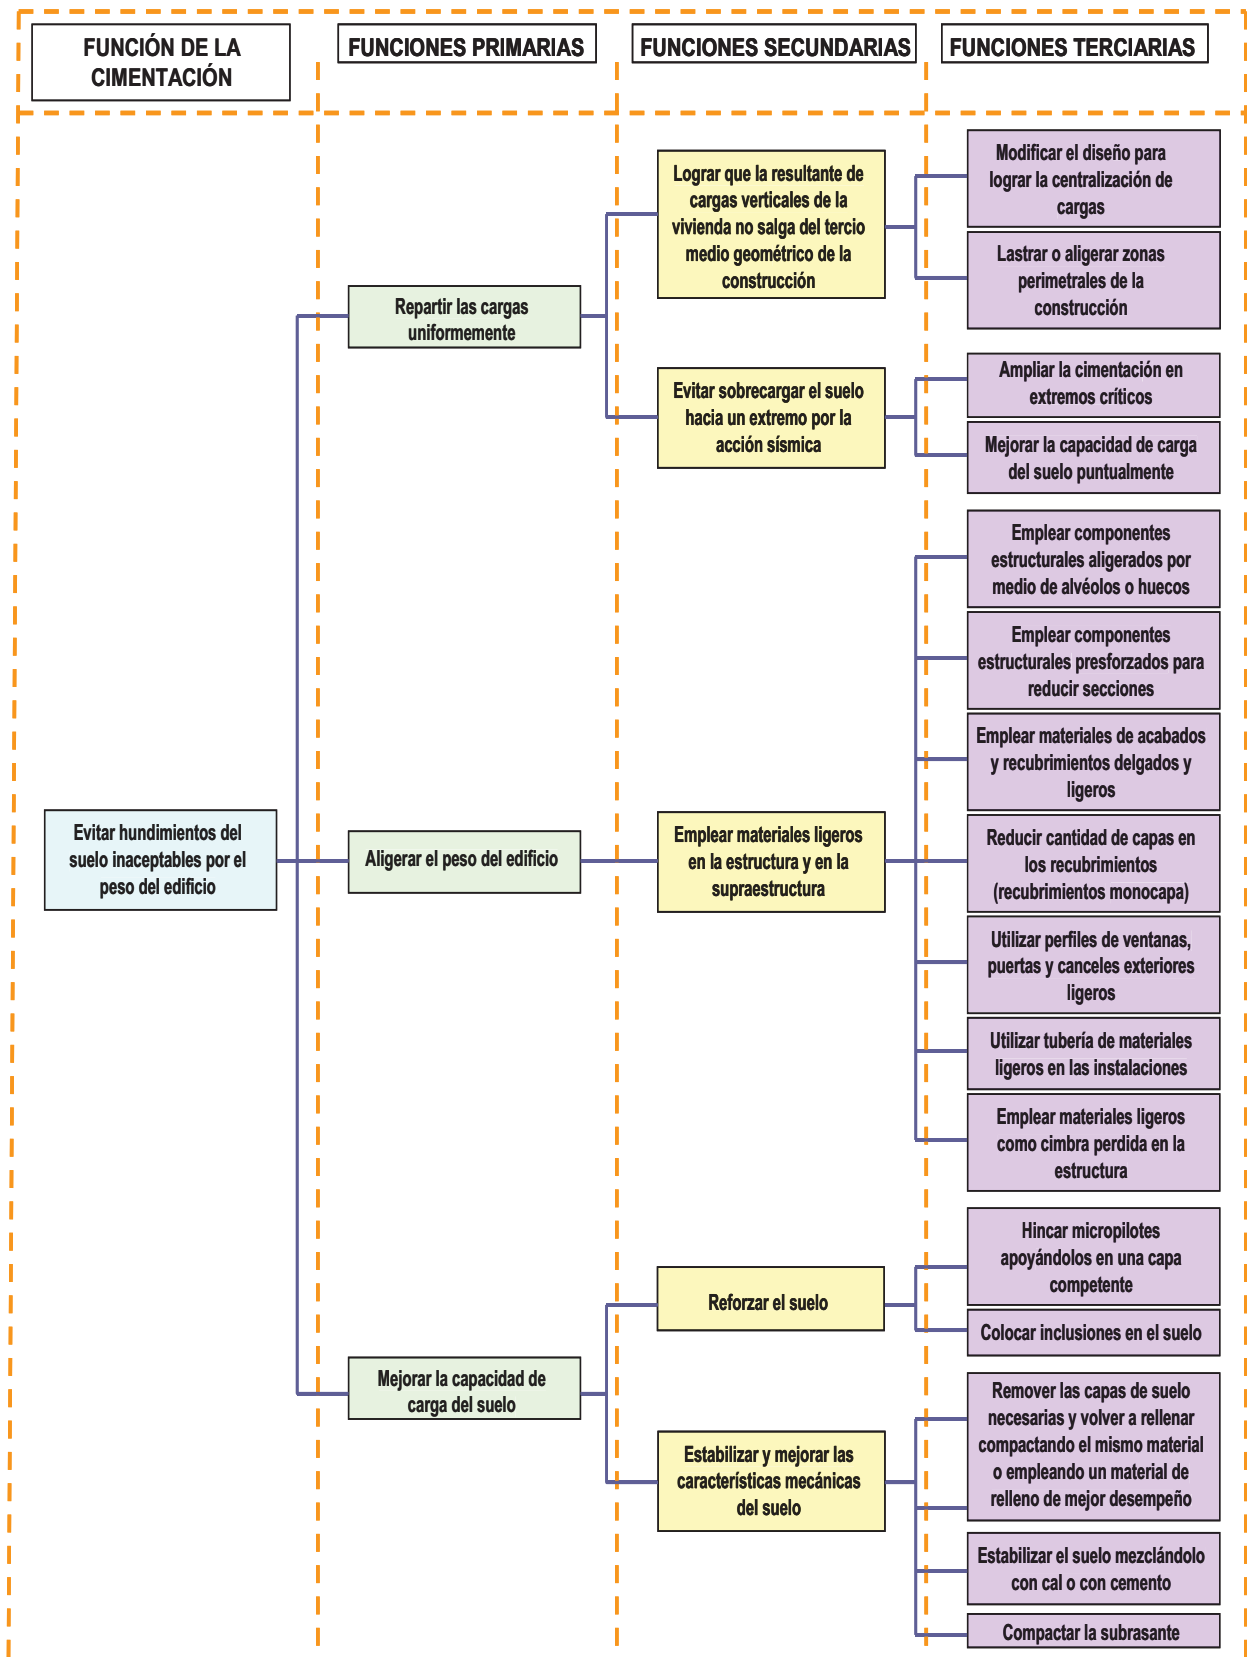 FUNCIÓN DE LA
CIMENTACIÓN
FUNCIONES PRIMARIAS
FUNCIONES SECUNDARIAS
FUNCIONES TERCIARIAS
Evitar hundimientos del
suelo inaceptables por el
peso del edificio
Repartir las cargas
uniformemente
Lograr que la resultante de
cargas verticales de la
vivienda no salga del tercio
medio geométrico de la
construcción
Modificar el diseño para
lograr la centralización de
cargas
Lastrar o aligerar zonas
perimetrales de la
construcción
Evitar sobrecargar el suelo
hacia un extremo por la
acción sísmica
Ampliar la cimentación en
extremos críticos
Mejorar la capacidad de carga
del suelo puntualmente
Aligerar el peso del edificio
Emplear materiales ligeros
en la estructura y en la
supraestructura
Emplear componentes
estructurales aligerados por
medio de alvéolos o huecos
Emplear componentes
estructurales presforzados para
reducir secciones
Emplear materiales de acabados
y recubrimientos delgados y
ligeros
Reducir cantidad de capas en
los recubrimientos
(recubrimientos monocapa)
Utilizar perfiles de ventanas,
puertas y canceles exteriores
ligeros
Utilizar tubería de materiales
ligeros en las instalaciones
Emplear materiales ligeros
como cimbra perdida en la
estructura
Mejorar la capacidad de
carga del suelo
Reforzar el suelo
Hincar micropilotes
apoyándolos en una capa
competente
Colocar inclusiones en el suelo
Estabilizar y mejorar las
características mecánicas
del suelo
Remover las capas de suelo
necesarias y volver a rellenar
compactando el mismo material
o empleando un material de
relleno de mejor desempeño
Estabilizar el suelo mezclándolo
con cal o con cemento
Compactar la subrasante